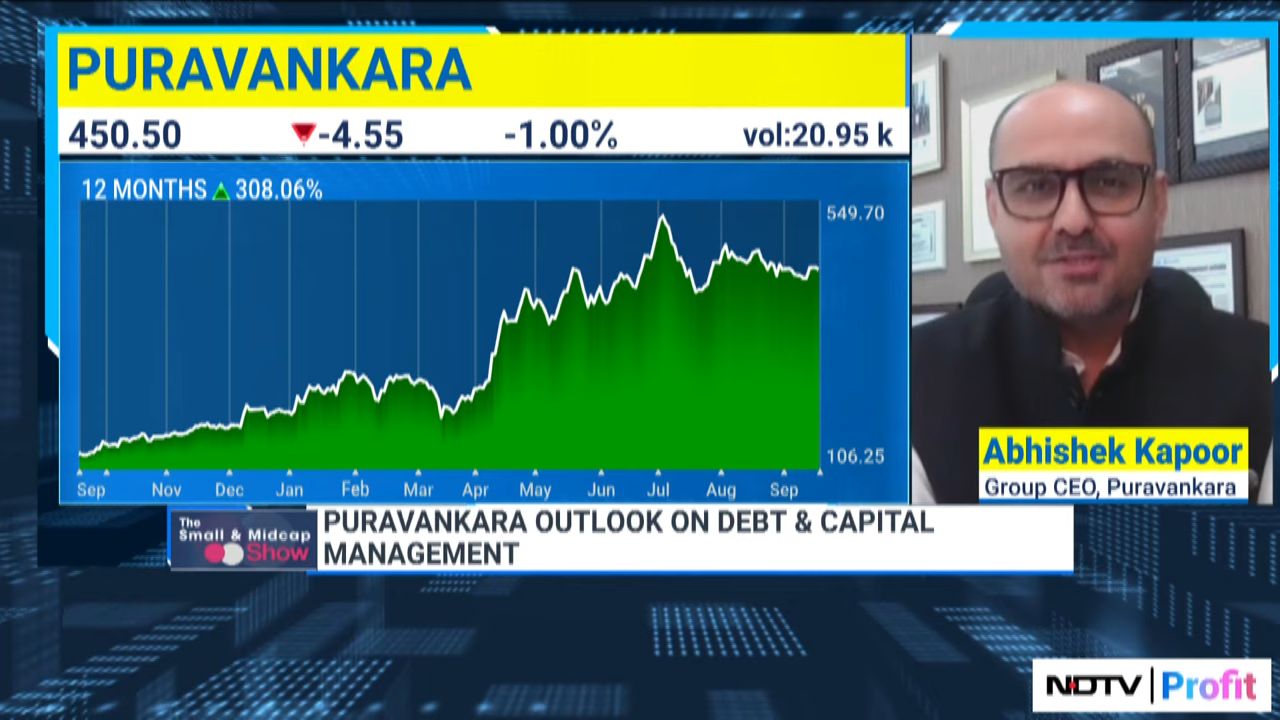 PURAVANKARA
450.50 ▼-4.55 -1.00% vol:20.95 k
12 MONTHS ▲ 308.06%
549.70
106.25
Sep Nov Dec Jan Feb Mar Apr May Jun Jul Aug Sep
Abhishek Kapoor
Group CEO, Puravankara
The
Small & Midcap
Show
PURAVANKARA OUTLOOK ON DEBT & CAPITAL
MANAGEMENT
NDTV Profit